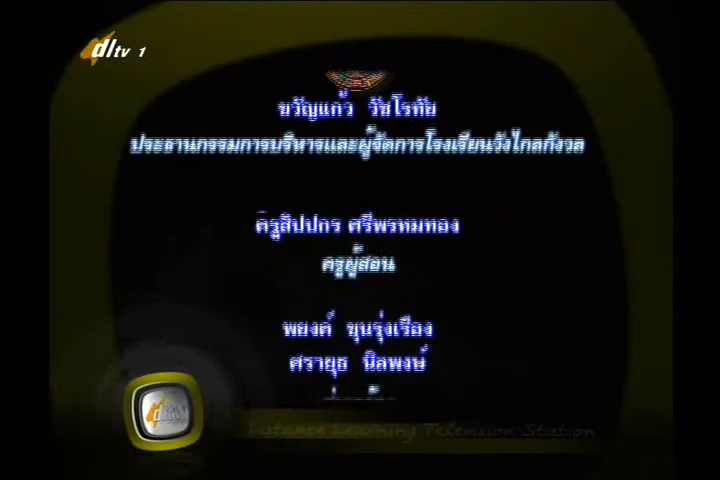 dltv 1
ขวัญแก้ว วัชโรทัย
ประธานกรรมการบริหารและผู้จัดการโรงเรียนวังไกลกังวล
ครูสิปปกร ศรีพรหมทอง
ครูผู้สอน
พยงค์ ขุนรุ่งเรือง
ศรายุธ นิลพงษ์
Distance Learning Television Station